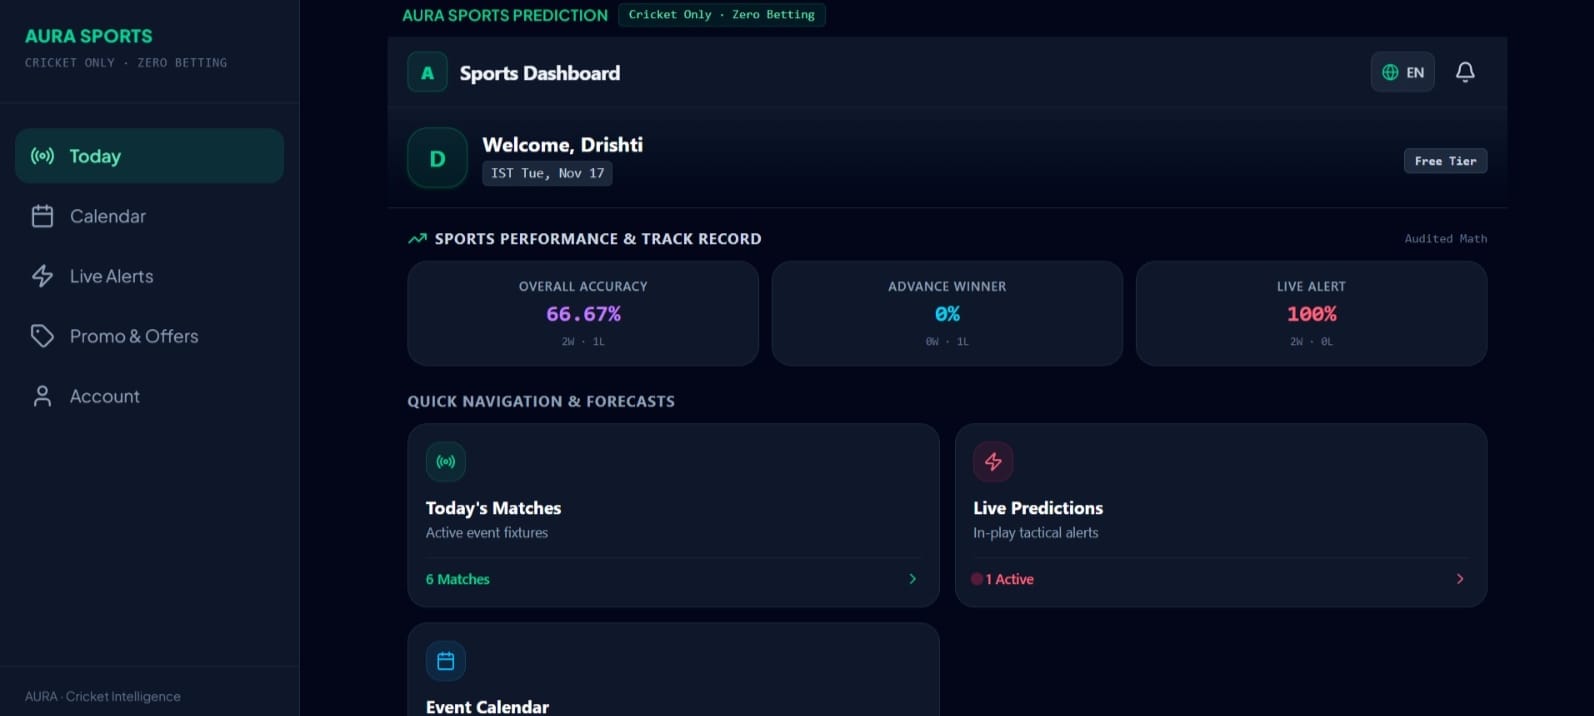 AURA SPORTS
CRICKET ONLY · ZERO BETTING
Today
Calendar
Live Alerts
Promo & Offers
Account
AURA · Cricket Intelligence
AURA SPORTS PREDICTION
Cricket Only · Zero Betting
A
Sports Dashboard
EN
D
Welcome, Drishti
IST Tue, Nov 17
Free Tier
SPORTS PERFORMANCE & TRACK RECORD
Audited Math
OVERALL ACCURACY
66.67%
2W · 1L
ADVANCE WINNER
0%
0W · 1L
LIVE ALERT
100%
2W · 0L
QUICK NAVIGATION & FORECASTS
Today's Matches
Active event fixtures
6 Matches
Live Predictions
In-play tactical alerts
1 Active
Event Calendar